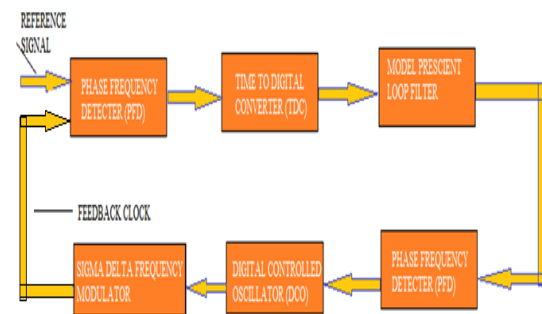 REFERENCE
SIGNAL
PHASE FREQUENCY
DETECTER (PFD)
TIME TO DIGITAL
CONVERTER (TDC)
MODEL PRESCIENT
LOOP FILTER
FEEDBACK CLOCK
SIGMA DELTA FREQUENCY
MODULATOR
DIGITAL CONTROLLED
OSCILLATOR (DCO)
PHASE FREQUENCY
DETECTER (PFD)